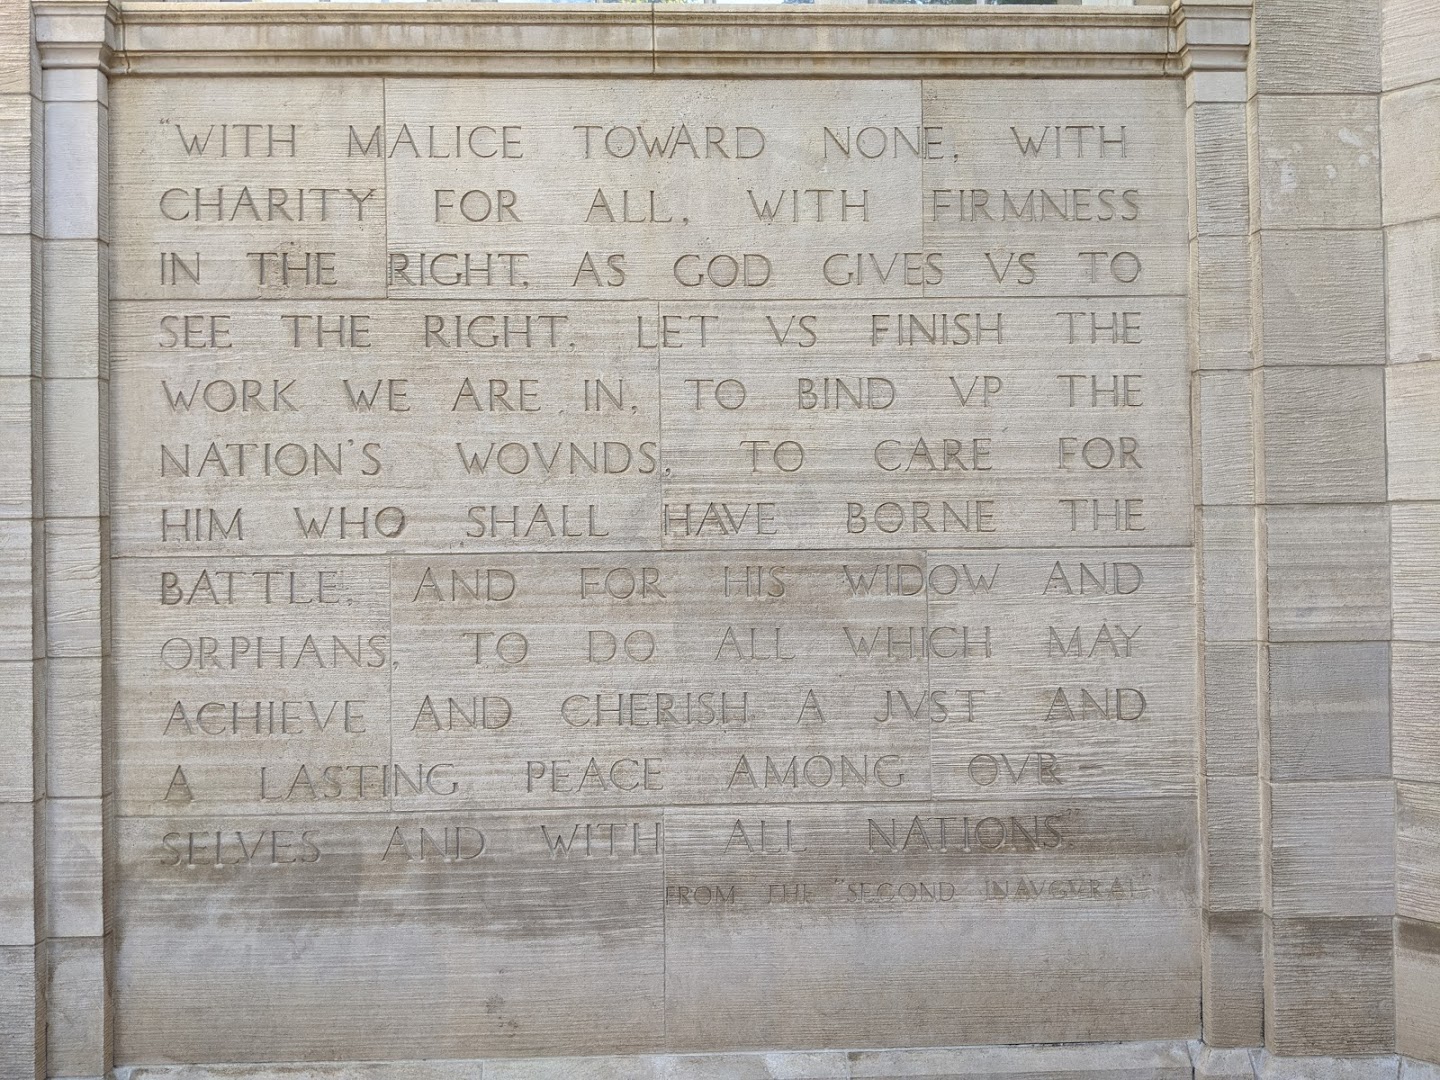 "WITH MALICE TOWARD NONE, WITH
CHARITY FOR ALL, WITH FIRMNESS
IN THE RIGHT, AS GOD GIVES VS TO
SEE THE RIGHT, LET VS FINISH THE
WORK WE ARE IN, TO BIND VP THE
NATION'S WOVNDS, TO CARE FOR
HIM WHO SHALL HAVE BORNE THE
BATTLE, AND FOR HIS WIDOW AND
ORPHANS, TO DO ALL WHICH MAY
ACHIEVE AND CHERISH A JVST AND
A LASTING PEACE AMONG OVR-
SELVES AND WITH ALL NATIONS."
FROM THE "SECOND INAVGVRAL"